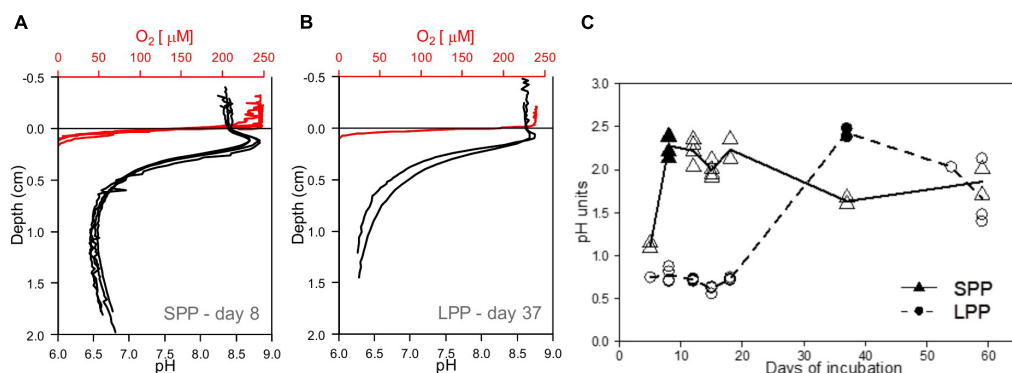 A
O2 [ μM]
0 50 100 150 200 250
-0.5
0.0
0.5
1.0
1.5
2.0
Depth (cm)
SPP - day 8
6.0 6.5 7.0 7.5 8.0 8.5 9.0
pH
B
O2 [ μM]
0 50 100 150 200 250
-0.5
0.0
0.5
1.0
1.5
2.0
Depth (cm)
LPP - day 37
6.0 6.5 7.0 7.5 8.0 8.5 9.0
pH
C
3.0
2.5
2.0
1.5
1.0
0.5
0.0
pH units
SPP
LPP
0 10 20 30 40 50 60
Days of incubation